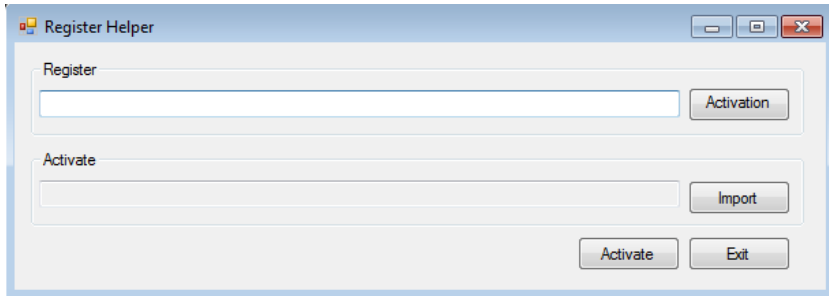 Register Helper
Register
Activation
Activate
Import
Activate Exit